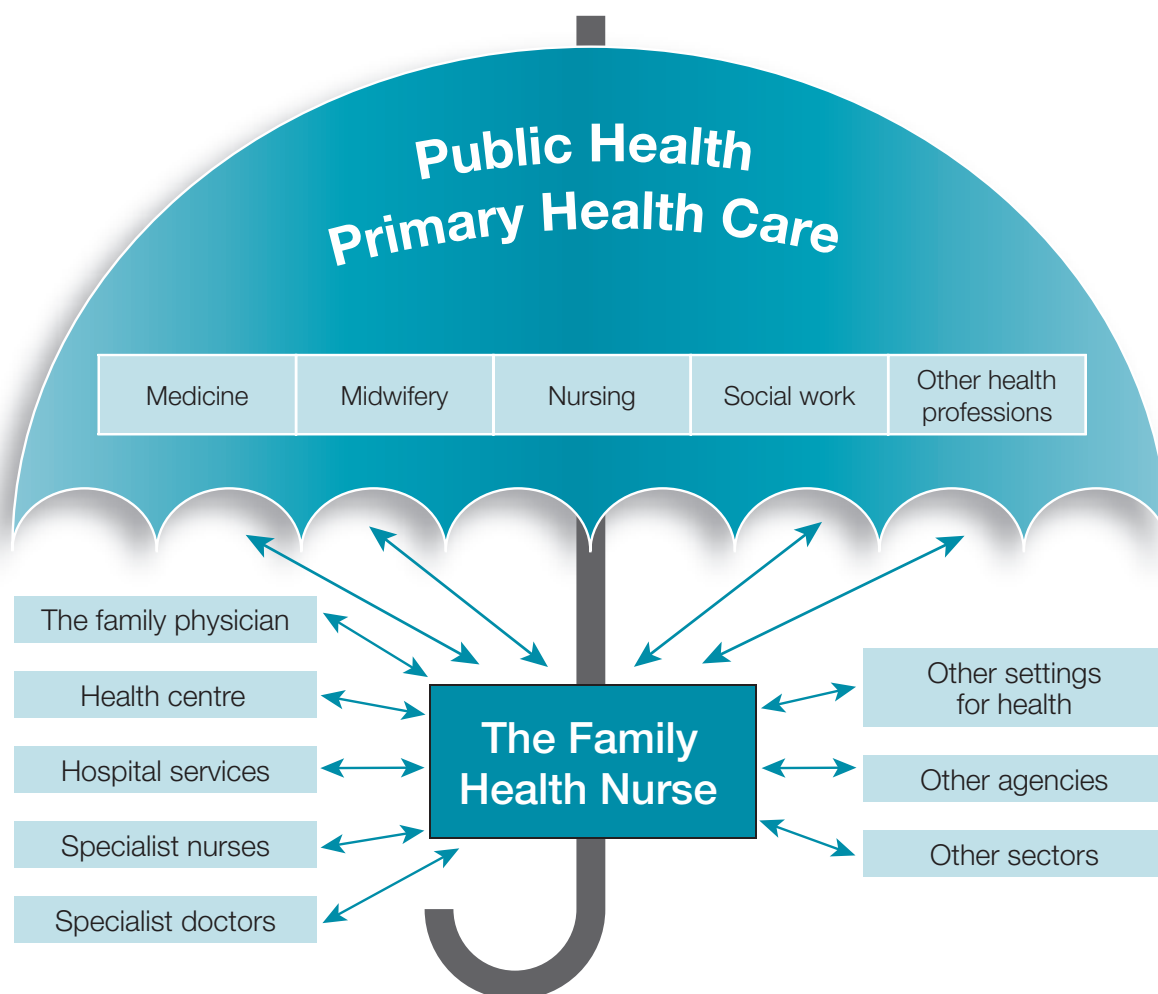 Public Health
Primary Health Care
Medicine
Midwifery
Nursing
Social work
Other health
professions
The family physician
Health centre
Hospital services
Specialist nurses
Specialist doctors
The Family
Health Nurse
Other settings
for health
Other agencies
Other sectors